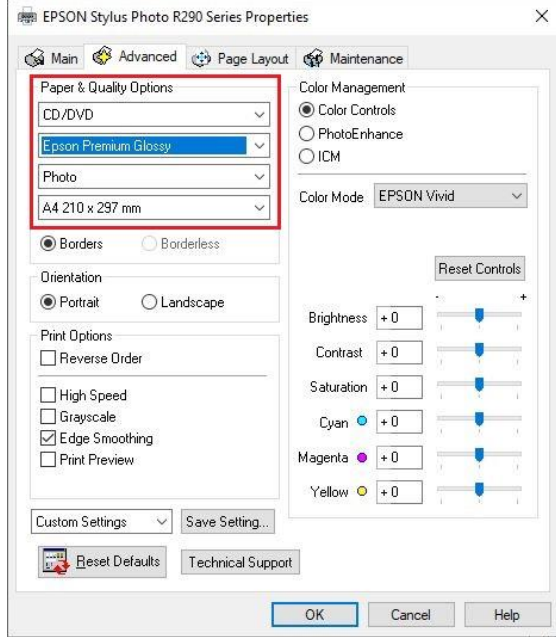 EPSON Stylus Photo R290 Series Properties
Main
Advanced
Page Layout
Maintenance
Paper & Quality Options
CD/DVD
Epson Premium Glossy
Photo
A4 210 x 297 mm
Borders
Borderless
Orientation
Portrait
Landscape
Print Options
Reverse Order
High Speed
Grayscale
Edge Smoothing
Print Preview
Custom Settings
Save Setting...
Reset Defaults
Technical Support
Color Management
Color Controls
PhotoEnhance
ICM
Color Mode EPSON Vivid
Reset Controls
- +
Brightness + 0
Contrast + 0
Saturation + 0
Cyan + 0
Magenta + 0
Yellow + 0
OK
Cancel
Help